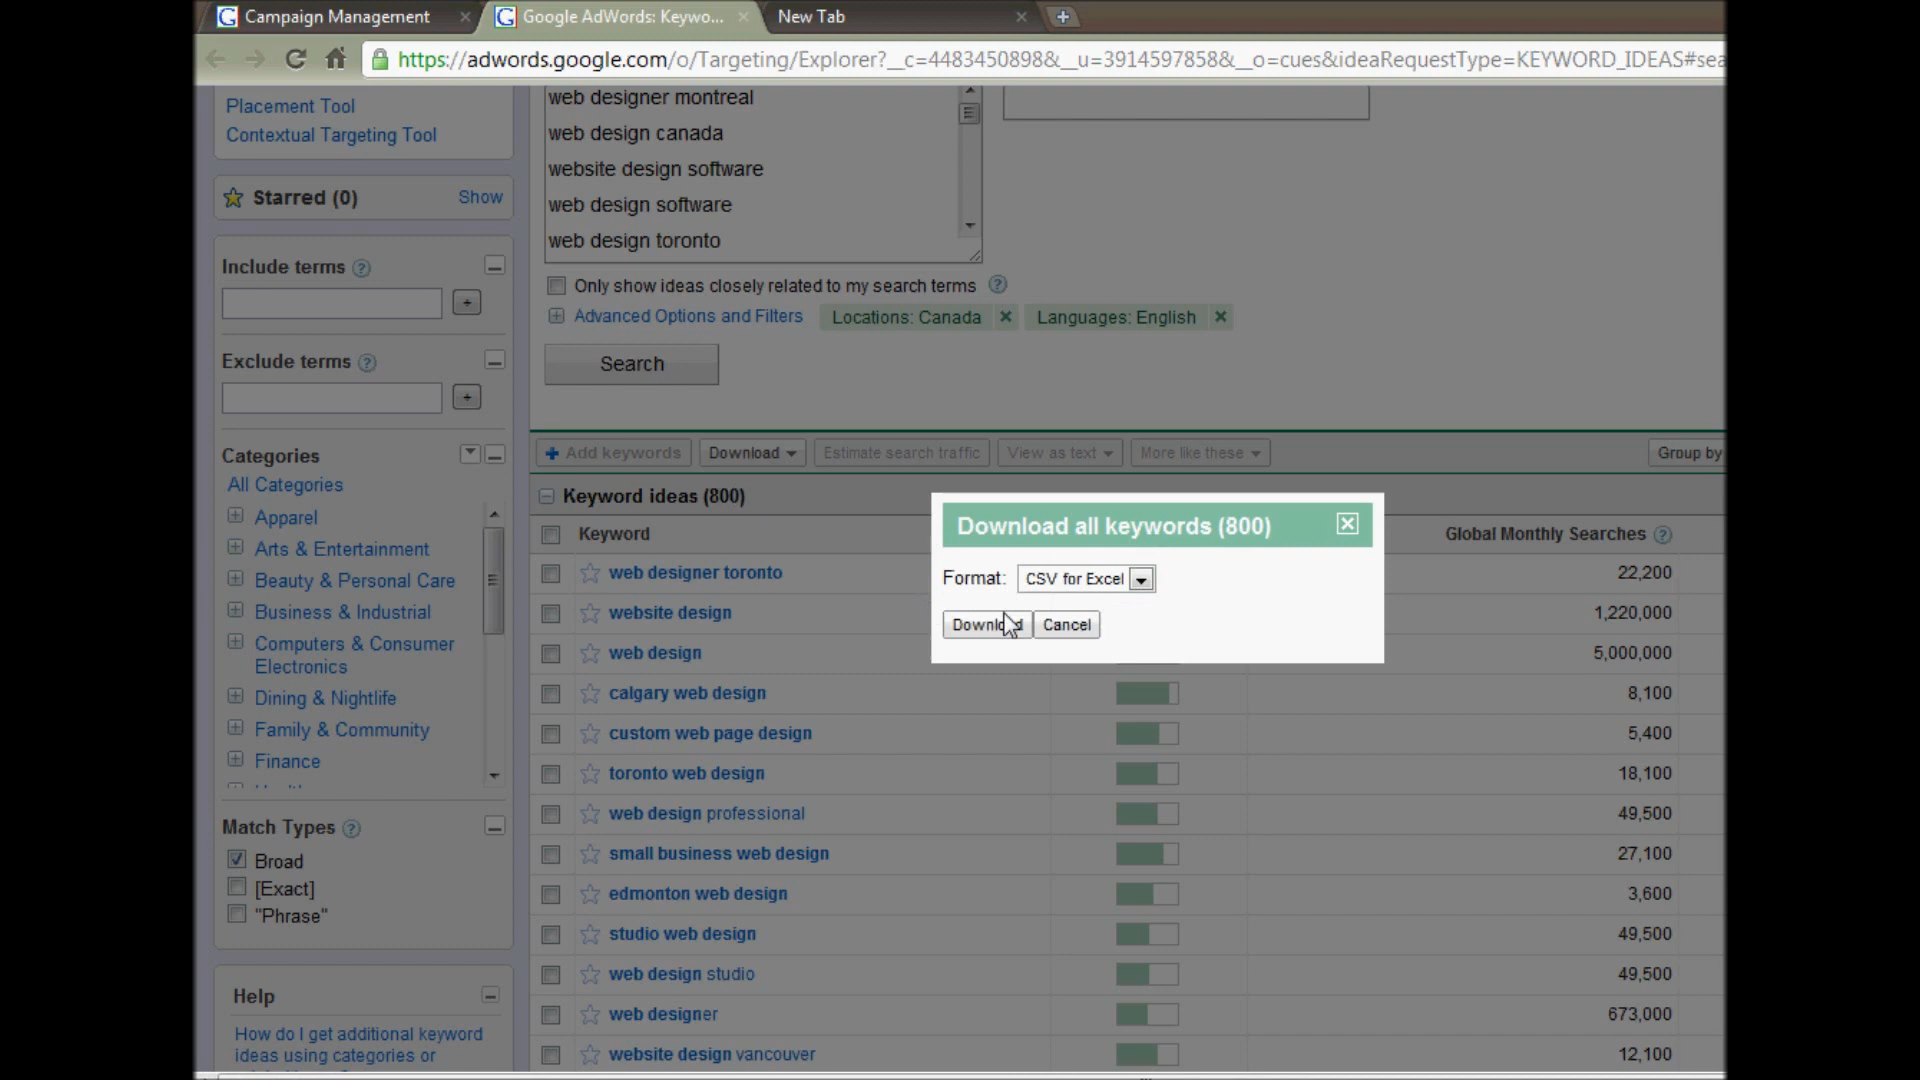 Campaign Management
Google AdWords: Keywo...
New Tab
https://adwords.google.com/o/Targeting/Explorer?__c=4483450898&__u=3914597858&__o=cues&ideaRequestType=KEYWORD_IDEAS#sea
Placement Tool
Contextual Targeting Tool
Starred (0)
Show
Include terms
Exclude terms
Categories
All Categories
Apparel
Arts & Entertainment
Beauty & Personal Care
Business & Industrial
Computers & Consumer
Electronics
Dining & Nightlife
Family & Community
Finance
Match Types
Broad
[Exact]
"Phrase"
Help
How do I get additional keyword
ideas using categories or
web designer montreal
web design canada
website design software
web design software
web design toronto
Only show ideas closely related to my search terms
Advanced Options and Filters
Locations: Canada
Languages: English
Search
Add keywords
Download
Estimate search traffic
View as text
More like these
Group by
Keyword ideas (800)
Keyword
Global Monthly Searches
web designer toronto 22,200
website design 1,220,000
web design 5,000,000
calgary web design 8,100
custom web page design 5,400
toronto web design 18,100
web design professional 49,500
small business web design 27,100
edmonton web design 3,600
studio web design 49,500
web design studio 49,500
web designer 673,000
website design vancouver 12,100
Download all keywords (800)
Format: CSV for Excel
Download
Cancel